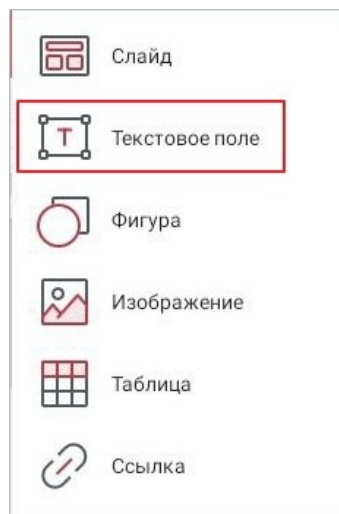 Слайд
Текстовое поле
Фигура
Изображение
Таблица
Ссылка